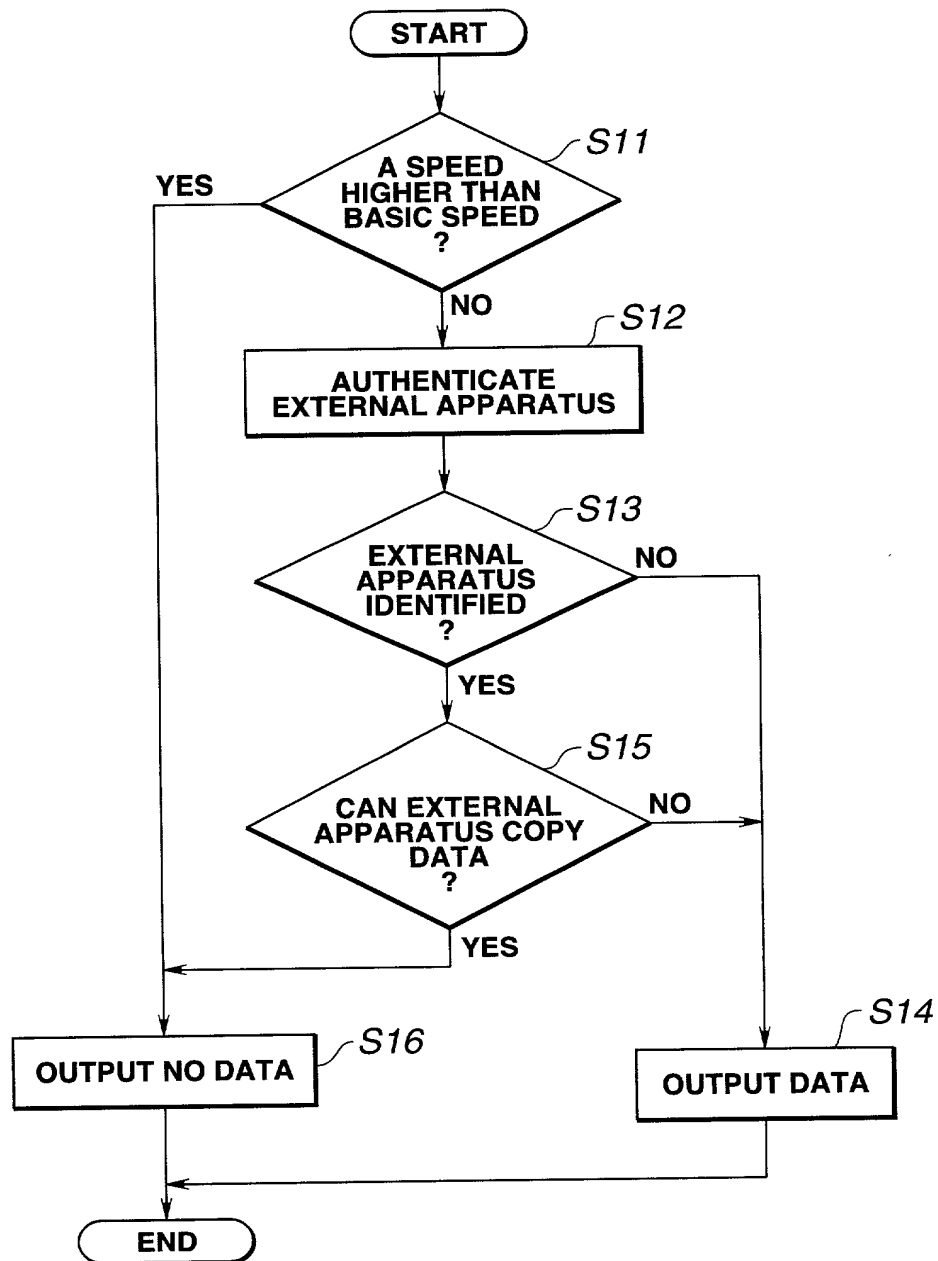 START
S11
A SPEED
HIGHER THAN
BASIC SPEED
?
YES
NO
S12
AUTHENTICATE
EXTERNAL APPARATUS
S13
EXTERNAL
APPARATUS
IDENTIFIED
?
NO
YES
S15
CAN EXTERNAL
APPARATUS COPY
DATA
?
NO
YES
S16
OUTPUT NO DATA
S14
OUTPUT DATA
END